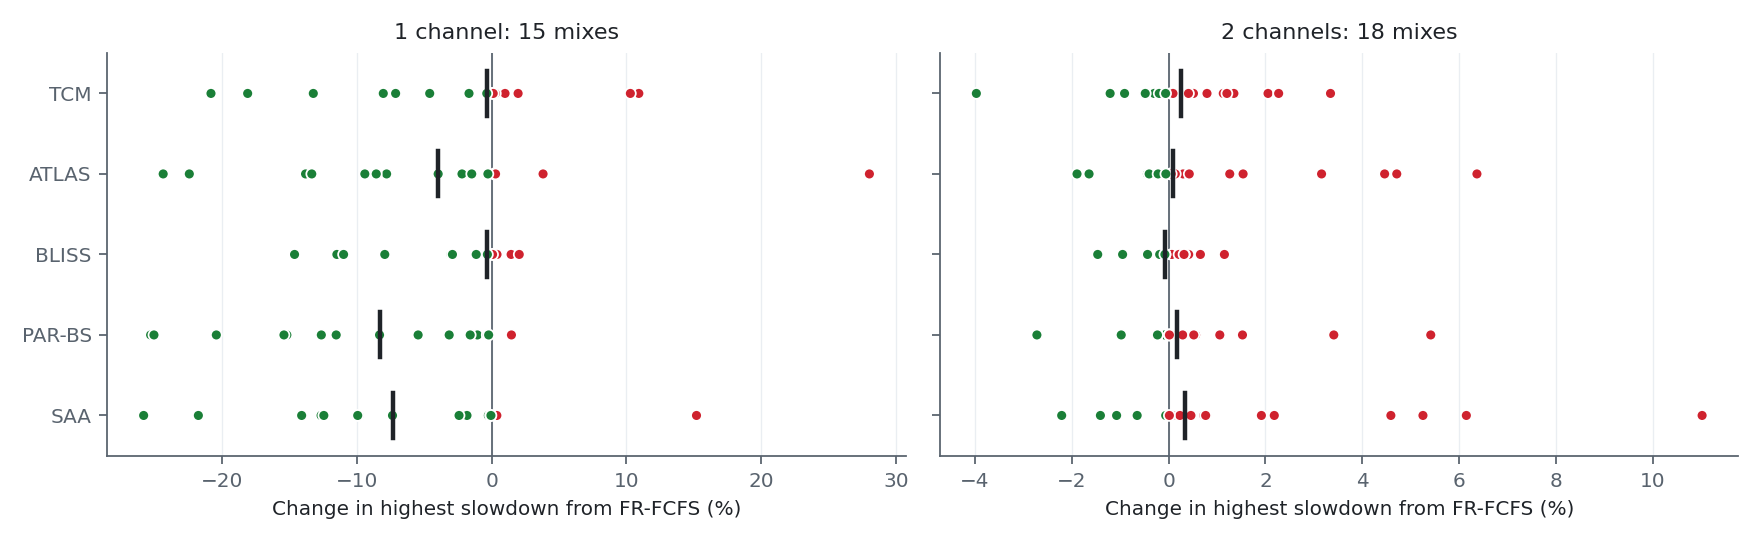 1 channel: 15 mixes
2 channels: 18 mixes
TCM
ATLAS
BLISS
PAR-BS
SAA
−20
−10
0
10
20
30
−4
−2
0
2
4
6
8
10
Change in highest slowdown from FR-FCFS (%)
Change in highest slowdown from FR-FCFS (%)